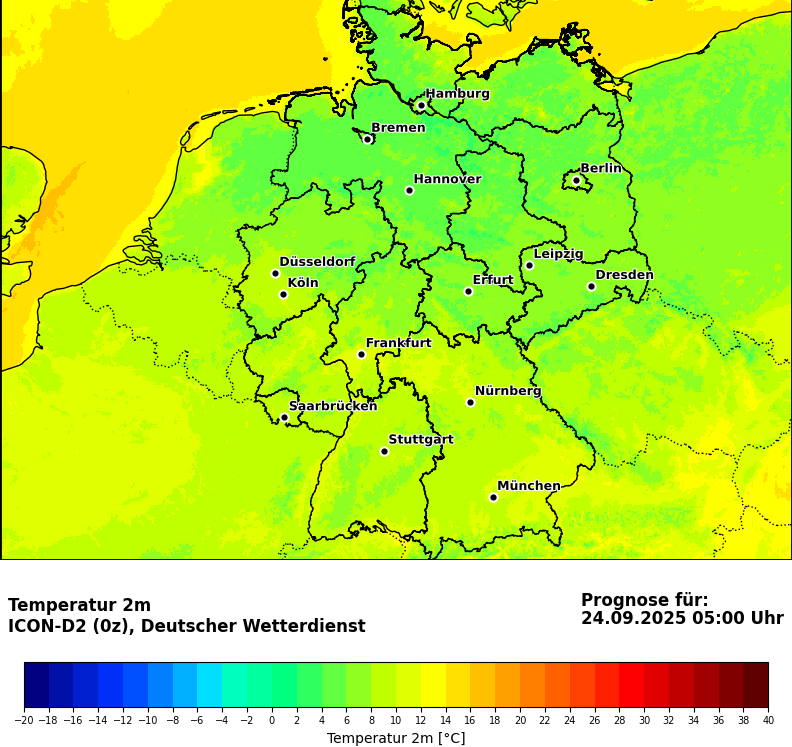 Hamburg
Bremen
Berlin
Hannover
Leipzig
Düsseldorf
Dresden
Köln
Erfurt
Frankfurt
Nürnberg
Saarbrücken
Stuttgart
München
Temperatur 2m
ICON-D2 (0z), Deutscher Wetterdienst
Prognose für:
24.09.2025 05:00 Uhr
−20 −18 −16 −14 −12 −10 −8 −6 −4 −2 0 2 4 6 8 10 12 14 16 18 20 22 24 26 28 30 32 34 36 38 40
Temperatur 2m [°C]